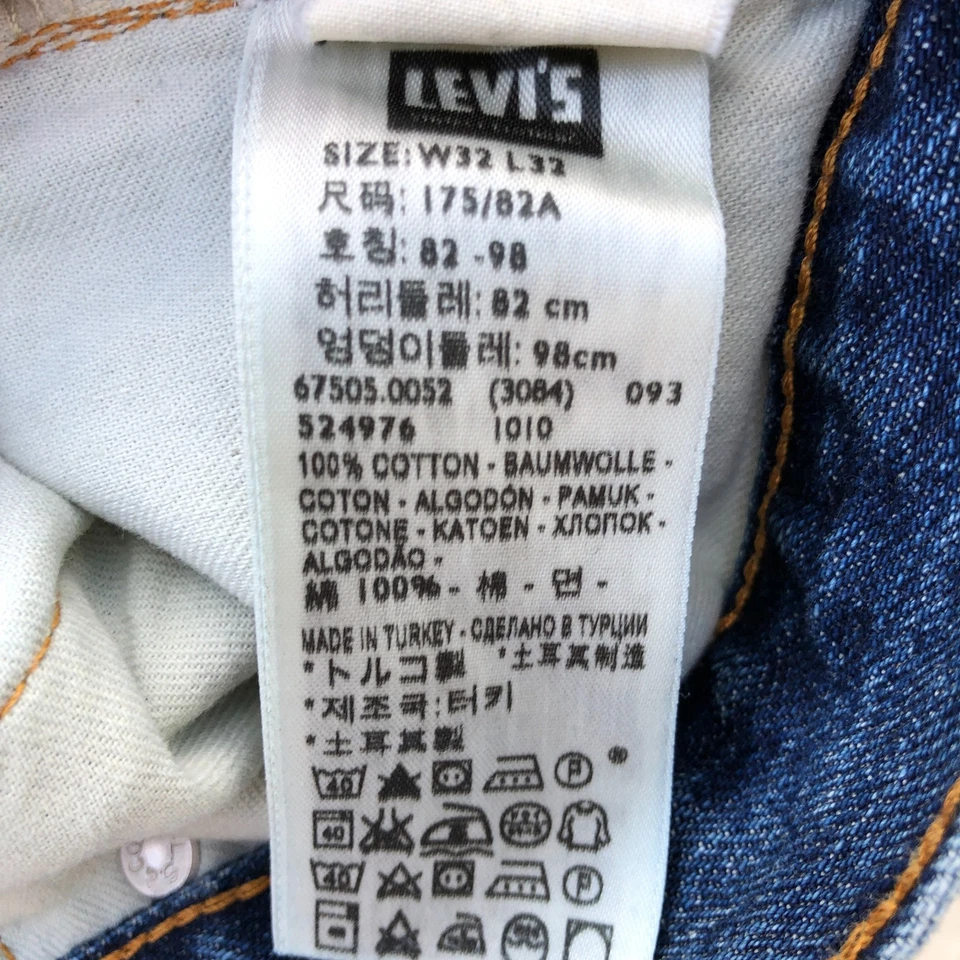 LEVI'S
SIZE: W32 L32
尺码: 175/82A
호칭: 82 -98
허리둘레: 82 cm
엉덩이둘레: 98cm
67505.0052 (3084) 093
524976 1010
100% COTTON - BAUMWOLLE -
COTON - ALGODÓN - PAMUK -
COTONE - KATOEN - ХЛОПОК -
ALGODÃO -
綿 100% - 棉 - 면 -
MADE IN TURKEY - СДЕЛАНО В ТУРЦИИ
*トルコ製 *土耳其制造
*제조국:터키
*土耳其製
40 P ®
40
40 P